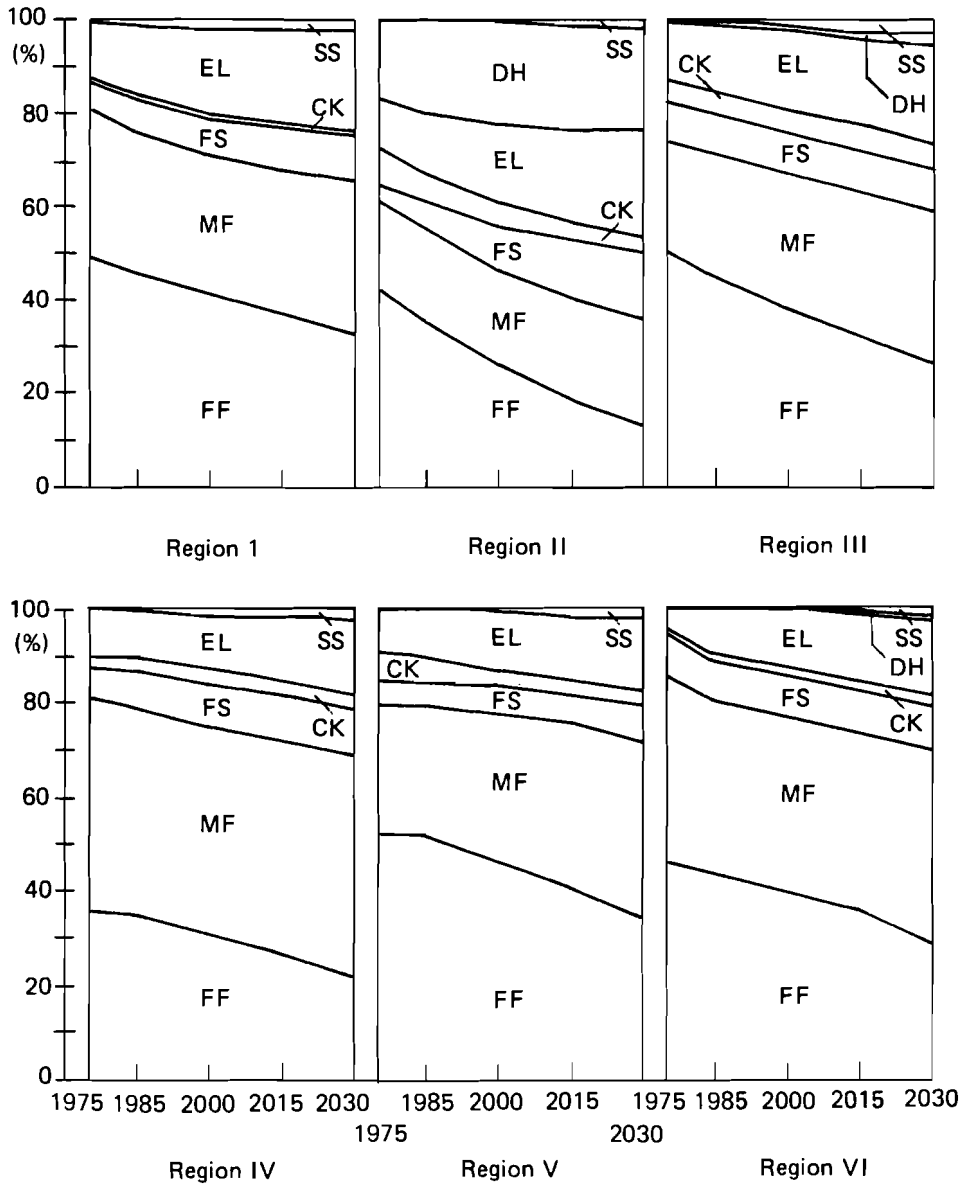 100
(%)
80
60
40
20
0
SS
EL
CK
FS
MF
FF
SS
DH
EL
CK
FS
MF
FF
CK
EL
SS
DH
FS
MF
FF
Region 1
Region II
Region III
100
(%)
80
60
40
20
0
EL
SS
FS
CK
MF
FF
EL
SS
CK
FS
MF
FF
EL
SS
DH
FS
CK
MF
FF
1975 1985 2000 2015 2030
1985 2000 2015
1975 2030
1975 1985 2000 2015 2030
Region IV
Region V
Region VI